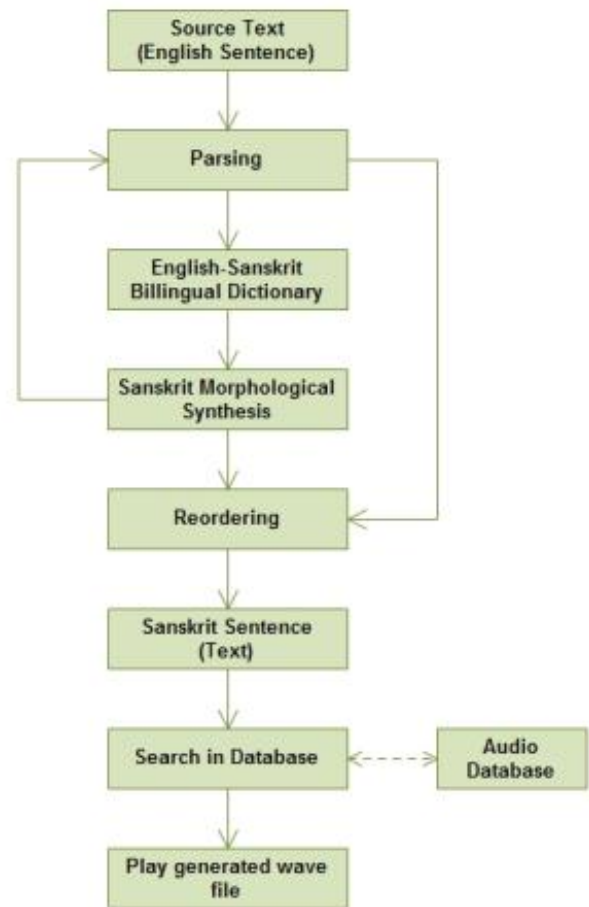 Source Text
(English Sentence)
Parsing
English-Sanskrit
Billingual Dictionary
Sanskrit Morphological
Synthesis
Reordering
Sanskrit Sentence
(Text)
Search in Database
Audio
Database
Play generated wave
file